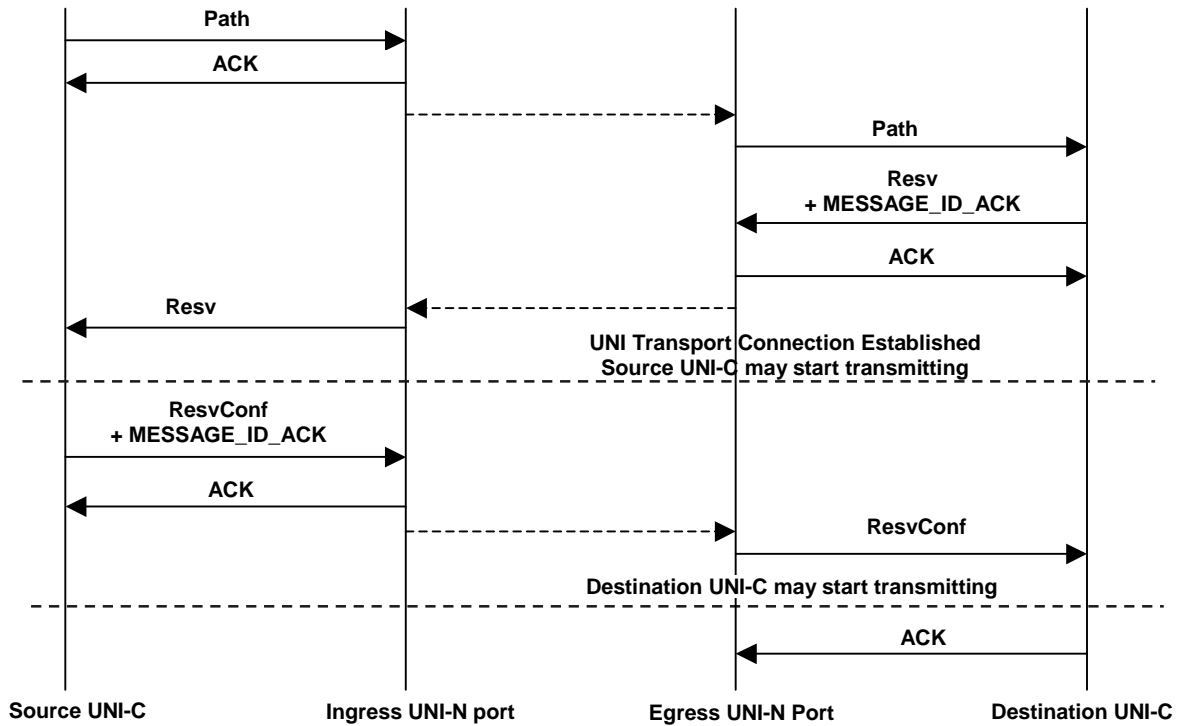 Path
ACK
Path
Resv
+ MESSAGE_ID_ACK
ACK
Resv
UNI Transport Connection Established
Source UNI-C may start transmitting
ResvConf
+ MESSAGE_ID_ACK
ACK
ResvConf
Destination UNI-C may start transmitting
ACK
Source UNI-C
Ingress UNI-N port
Egress UNI-N Port
Destination UNI-C